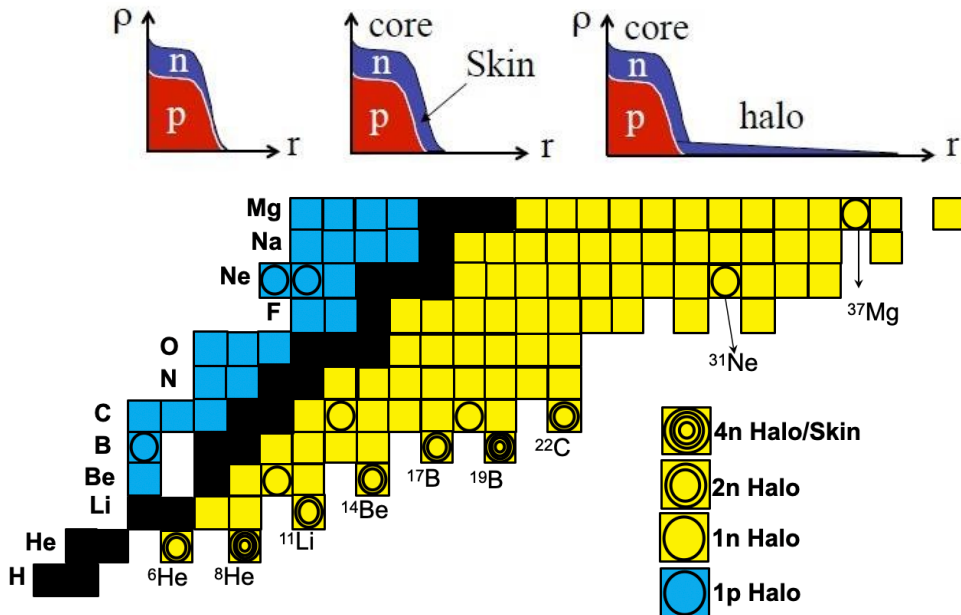 ρ
n
p
r
ρ
core
n
Skin
p
r
ρ
core
n
halo
p
r
Mg
Na
Ne
F
³⁷Mg
O
³¹Ne
N
C
4n Halo/Skin
B
²²C
¹⁷B
¹⁹B
2n Halo
Be
¹⁴Be
Li
1n Halo
¹¹Li
He
⁶He
⁸He
H
1p Halo